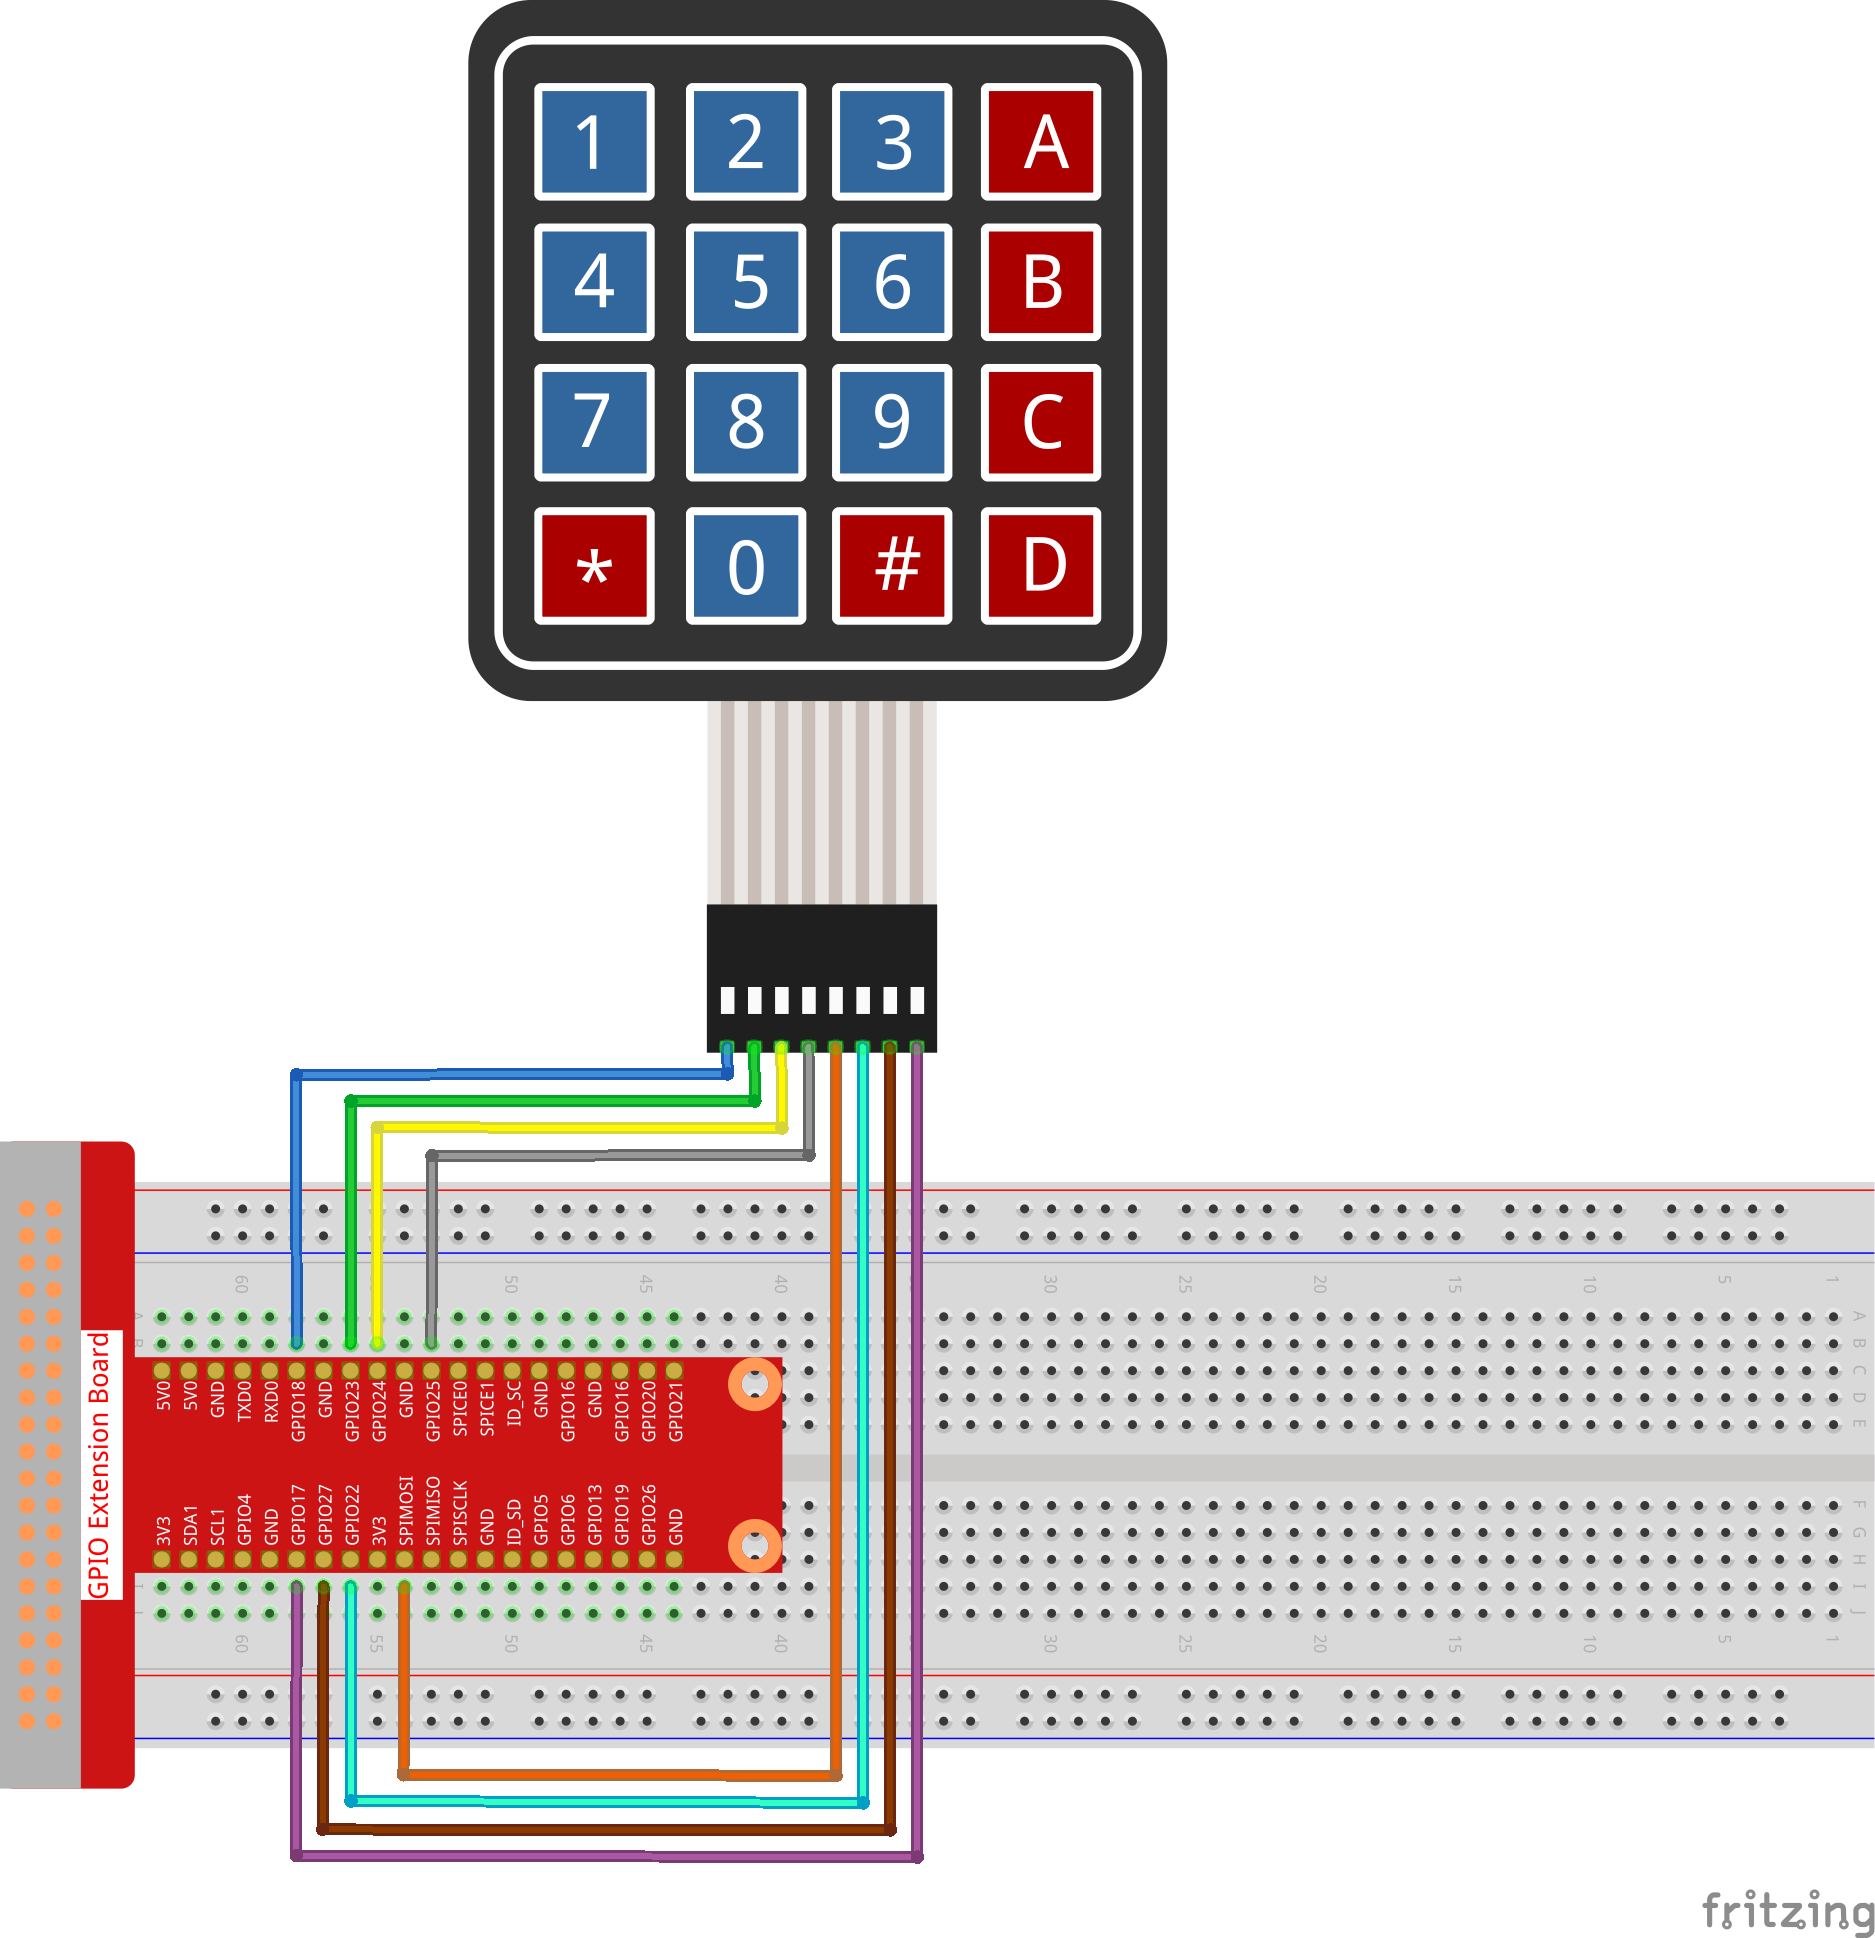 1 2 3 A
4 5 6 B
7 8 9 C
* 0 # D
60 50 45 40 30 25 20 15 10 5 1
A A
B B
C
D
E
GPIO Extension Board
5V0 5V0 GND TXD0 RXD0 GPIO18 GND GPIO23 GPIO24 GND GPIO25 SPICE0 SPICE1 ID_SC GND GPIO16 GND GPIO16 GPIO20 GPIO21
3V3 SDA1 SCL1 GPIO4 GND GPIO17 GPIO27 GPIO22 3V3 SPIMOSI SPIMISO SPISCLK GND ID_SD GPIO5 GPIO6 GPIO13 GPIO19 GPIO26 GND
F
G
H
I I
J J
60 55 50 45 40 30 25 20 15 10 5 1
fritzing